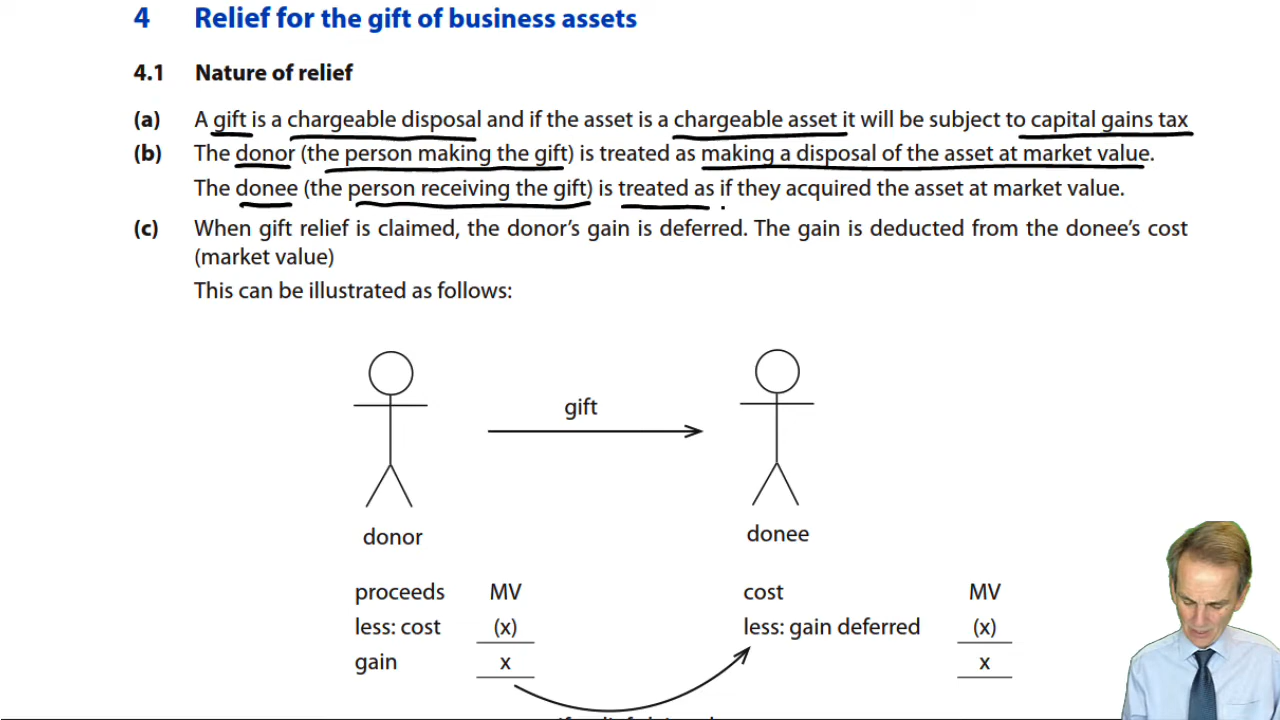 4 Relief for the gift of business assets
4.1 Nature of relief
(a) A gift is a chargeable disposal and if the asset is a chargeable asset it will be subject to capital gains tax
(b) The donor (the person making the gift) is treated as making a disposal of the asset at market value.
The donee (the person receiving the gift) is treated as if they acquired the asset at market value.
(c) When gift relief is claimed, the donor's gain is deferred. The gain is deducted from the donee's cost
(market value)
This can be illustrated as follows:
gift
donor donee
proceeds MV cost MV
less: cost (x) less: gain deferred (x)
gain x x